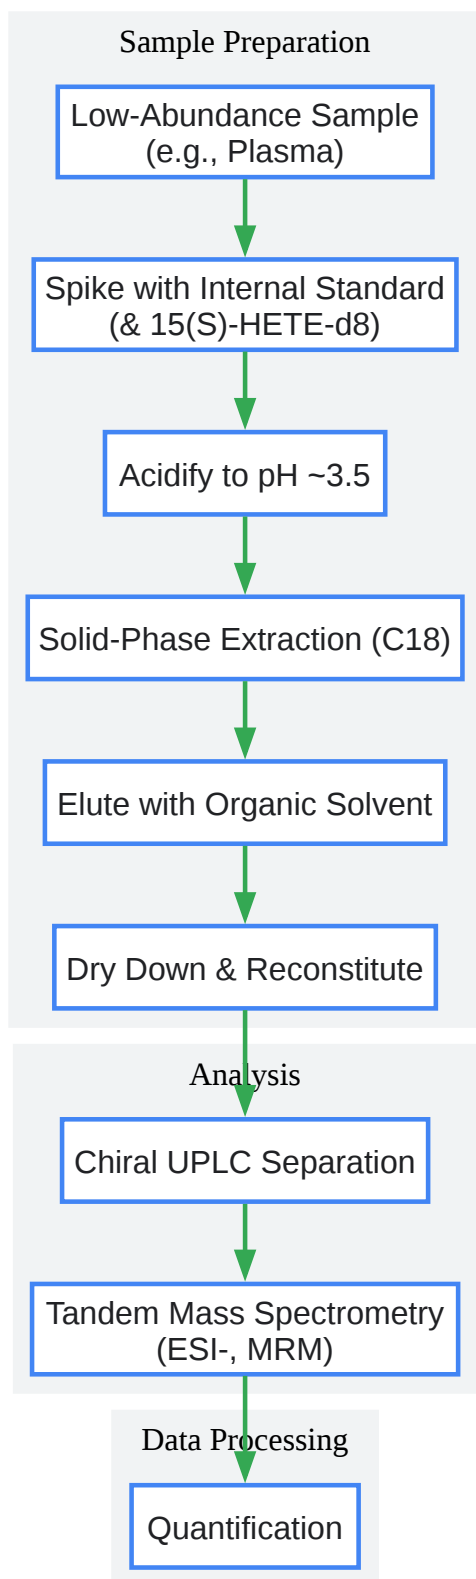 Sample Preparation
Low-Abundance Sample
(e.g., Plasma)
Spike with Internal Standard
(& 15(S)-HETE-d8)
Acidify to pH ~3.5
Solid-Phase Extraction (C18)
Elute with Organic Solvent
Dry Down & Reconstitute
Analysis
Chiral UPLC Separation
Tandem Mass Spectrometry
(ESI-, MRM)
Data Processing
Quantification